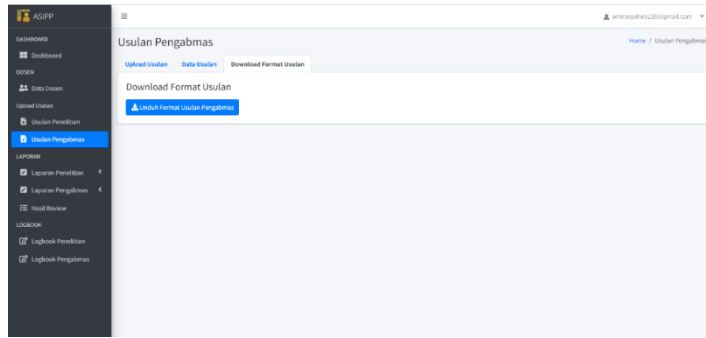 ASIPP
DASHBOARD
Dashboard
DOSEN
Data Dosen
Upload Usulan
Usulan Penelitian
Usulan Pengabmas
LAPORAN
Laporan Penelitian
Laporan Pengabmas
Hasil Review
LOGBOOK
Logbook Penelitian
Logbook Pengabmas
Usulan Pengabmas
Home / Usulan Pengabmas
Upload Usulan Data Usulan Download Format Usulan
Download Format Usulan
Unduh Format Usulan Pengabmas